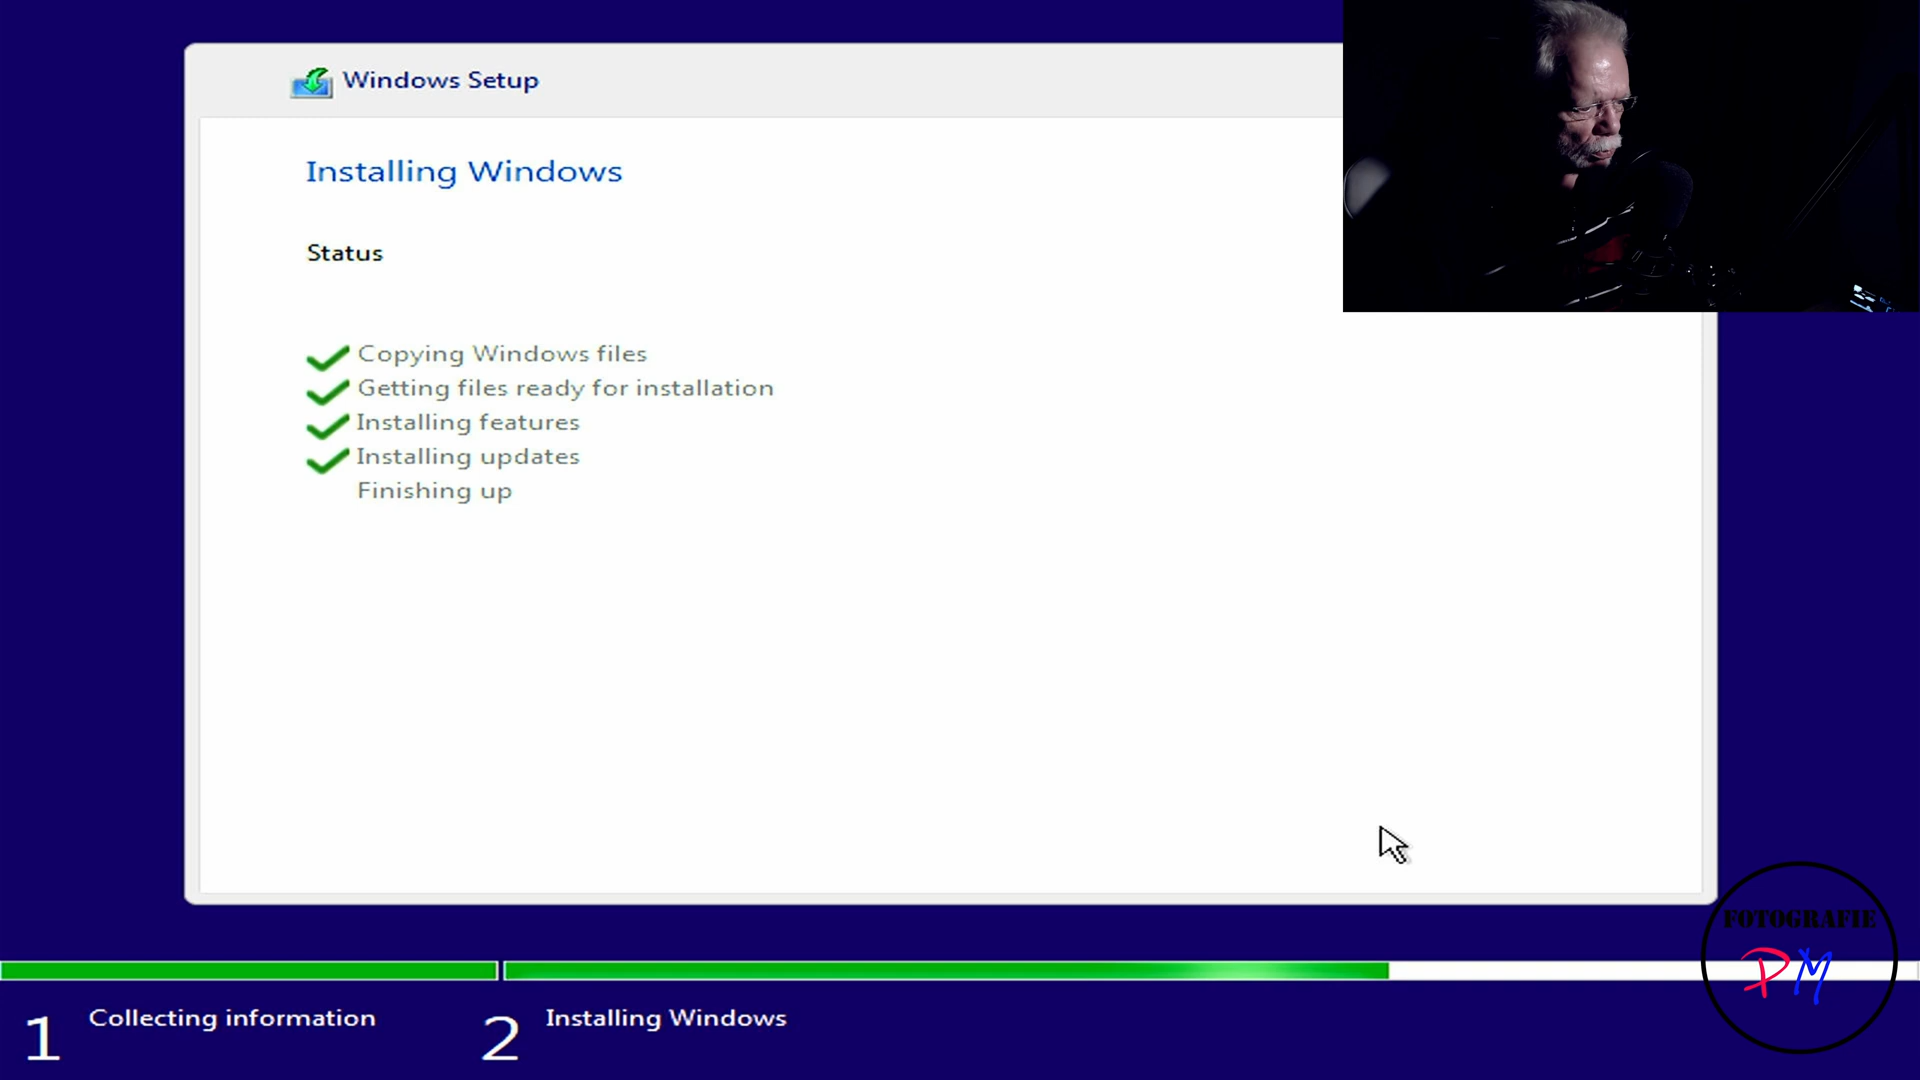 Windows Setup
Installing Windows
Status
Copying Windows files
Getting files ready for installation
Installing features
Installing updates
Finishing up
FOTOGRAFIE
PM
1 Collecting information
2 Installing Windows